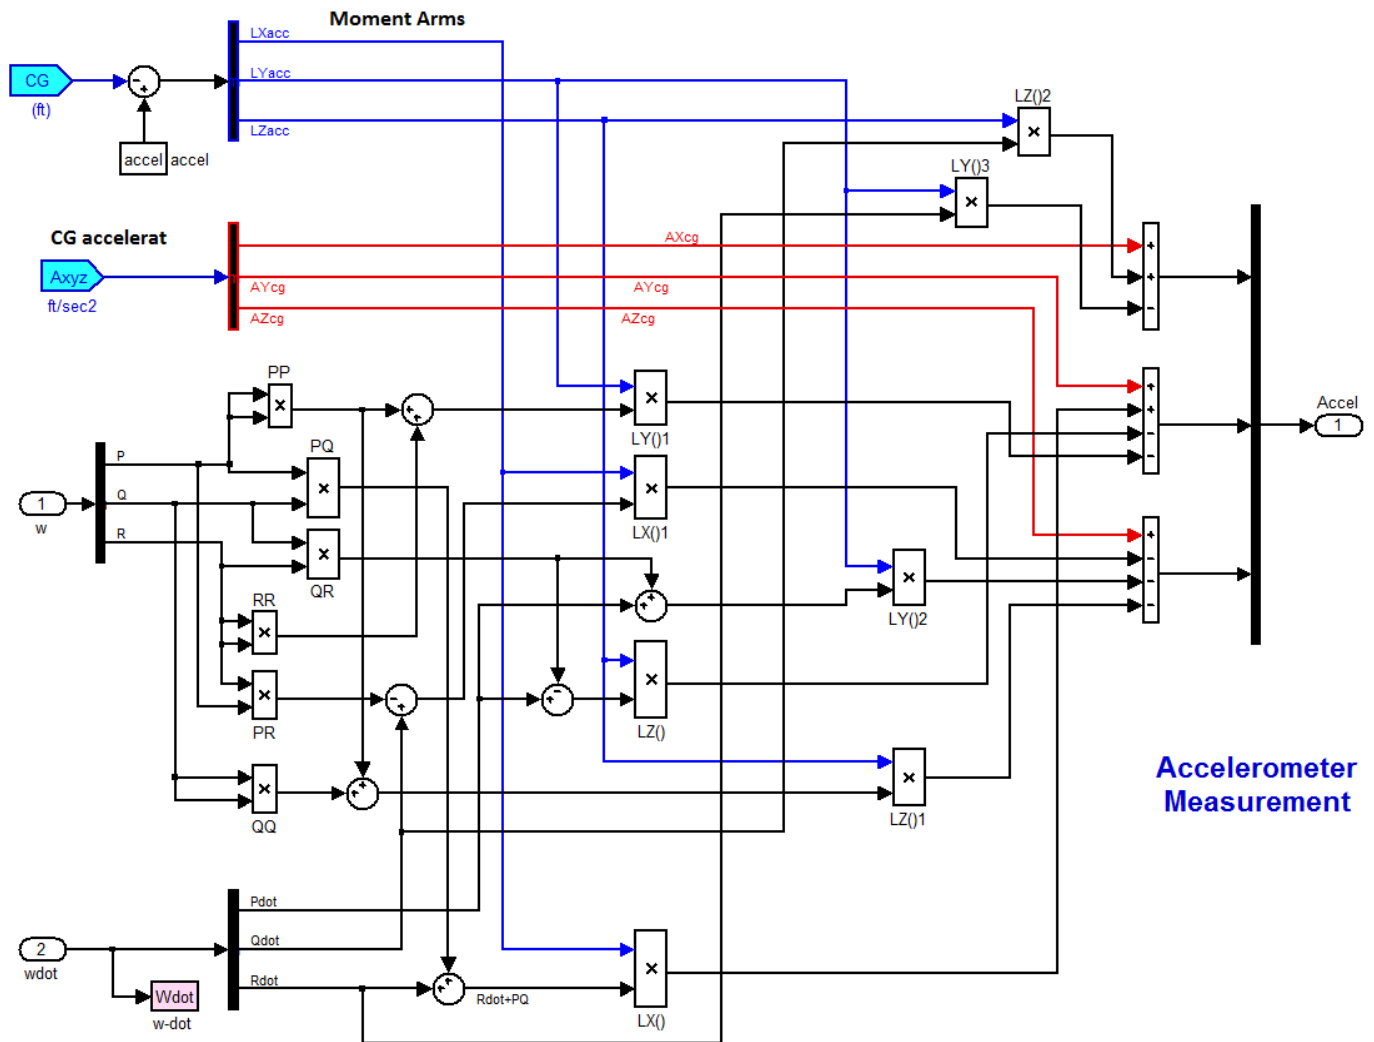 Moment Arms
LXacc
CG
(ft)
LYacc
LZacc
accel
accel
LZ()2
LY()3
CG accelerat
Axyz
ft/sec2
AXcg
AYcg
AYcg
AZcg
AZcg
PP
LY()1
Accel
1
PQ
P
Q
R
1
w
LX()1
QR
RR
LY()2
PR
LZ()
QQ
LZ()1
Accelerometer
Measurement
Pdot
Qdot
Rdot
2
wdot
Wdot
w-dot
Rdot+PQ
LX()